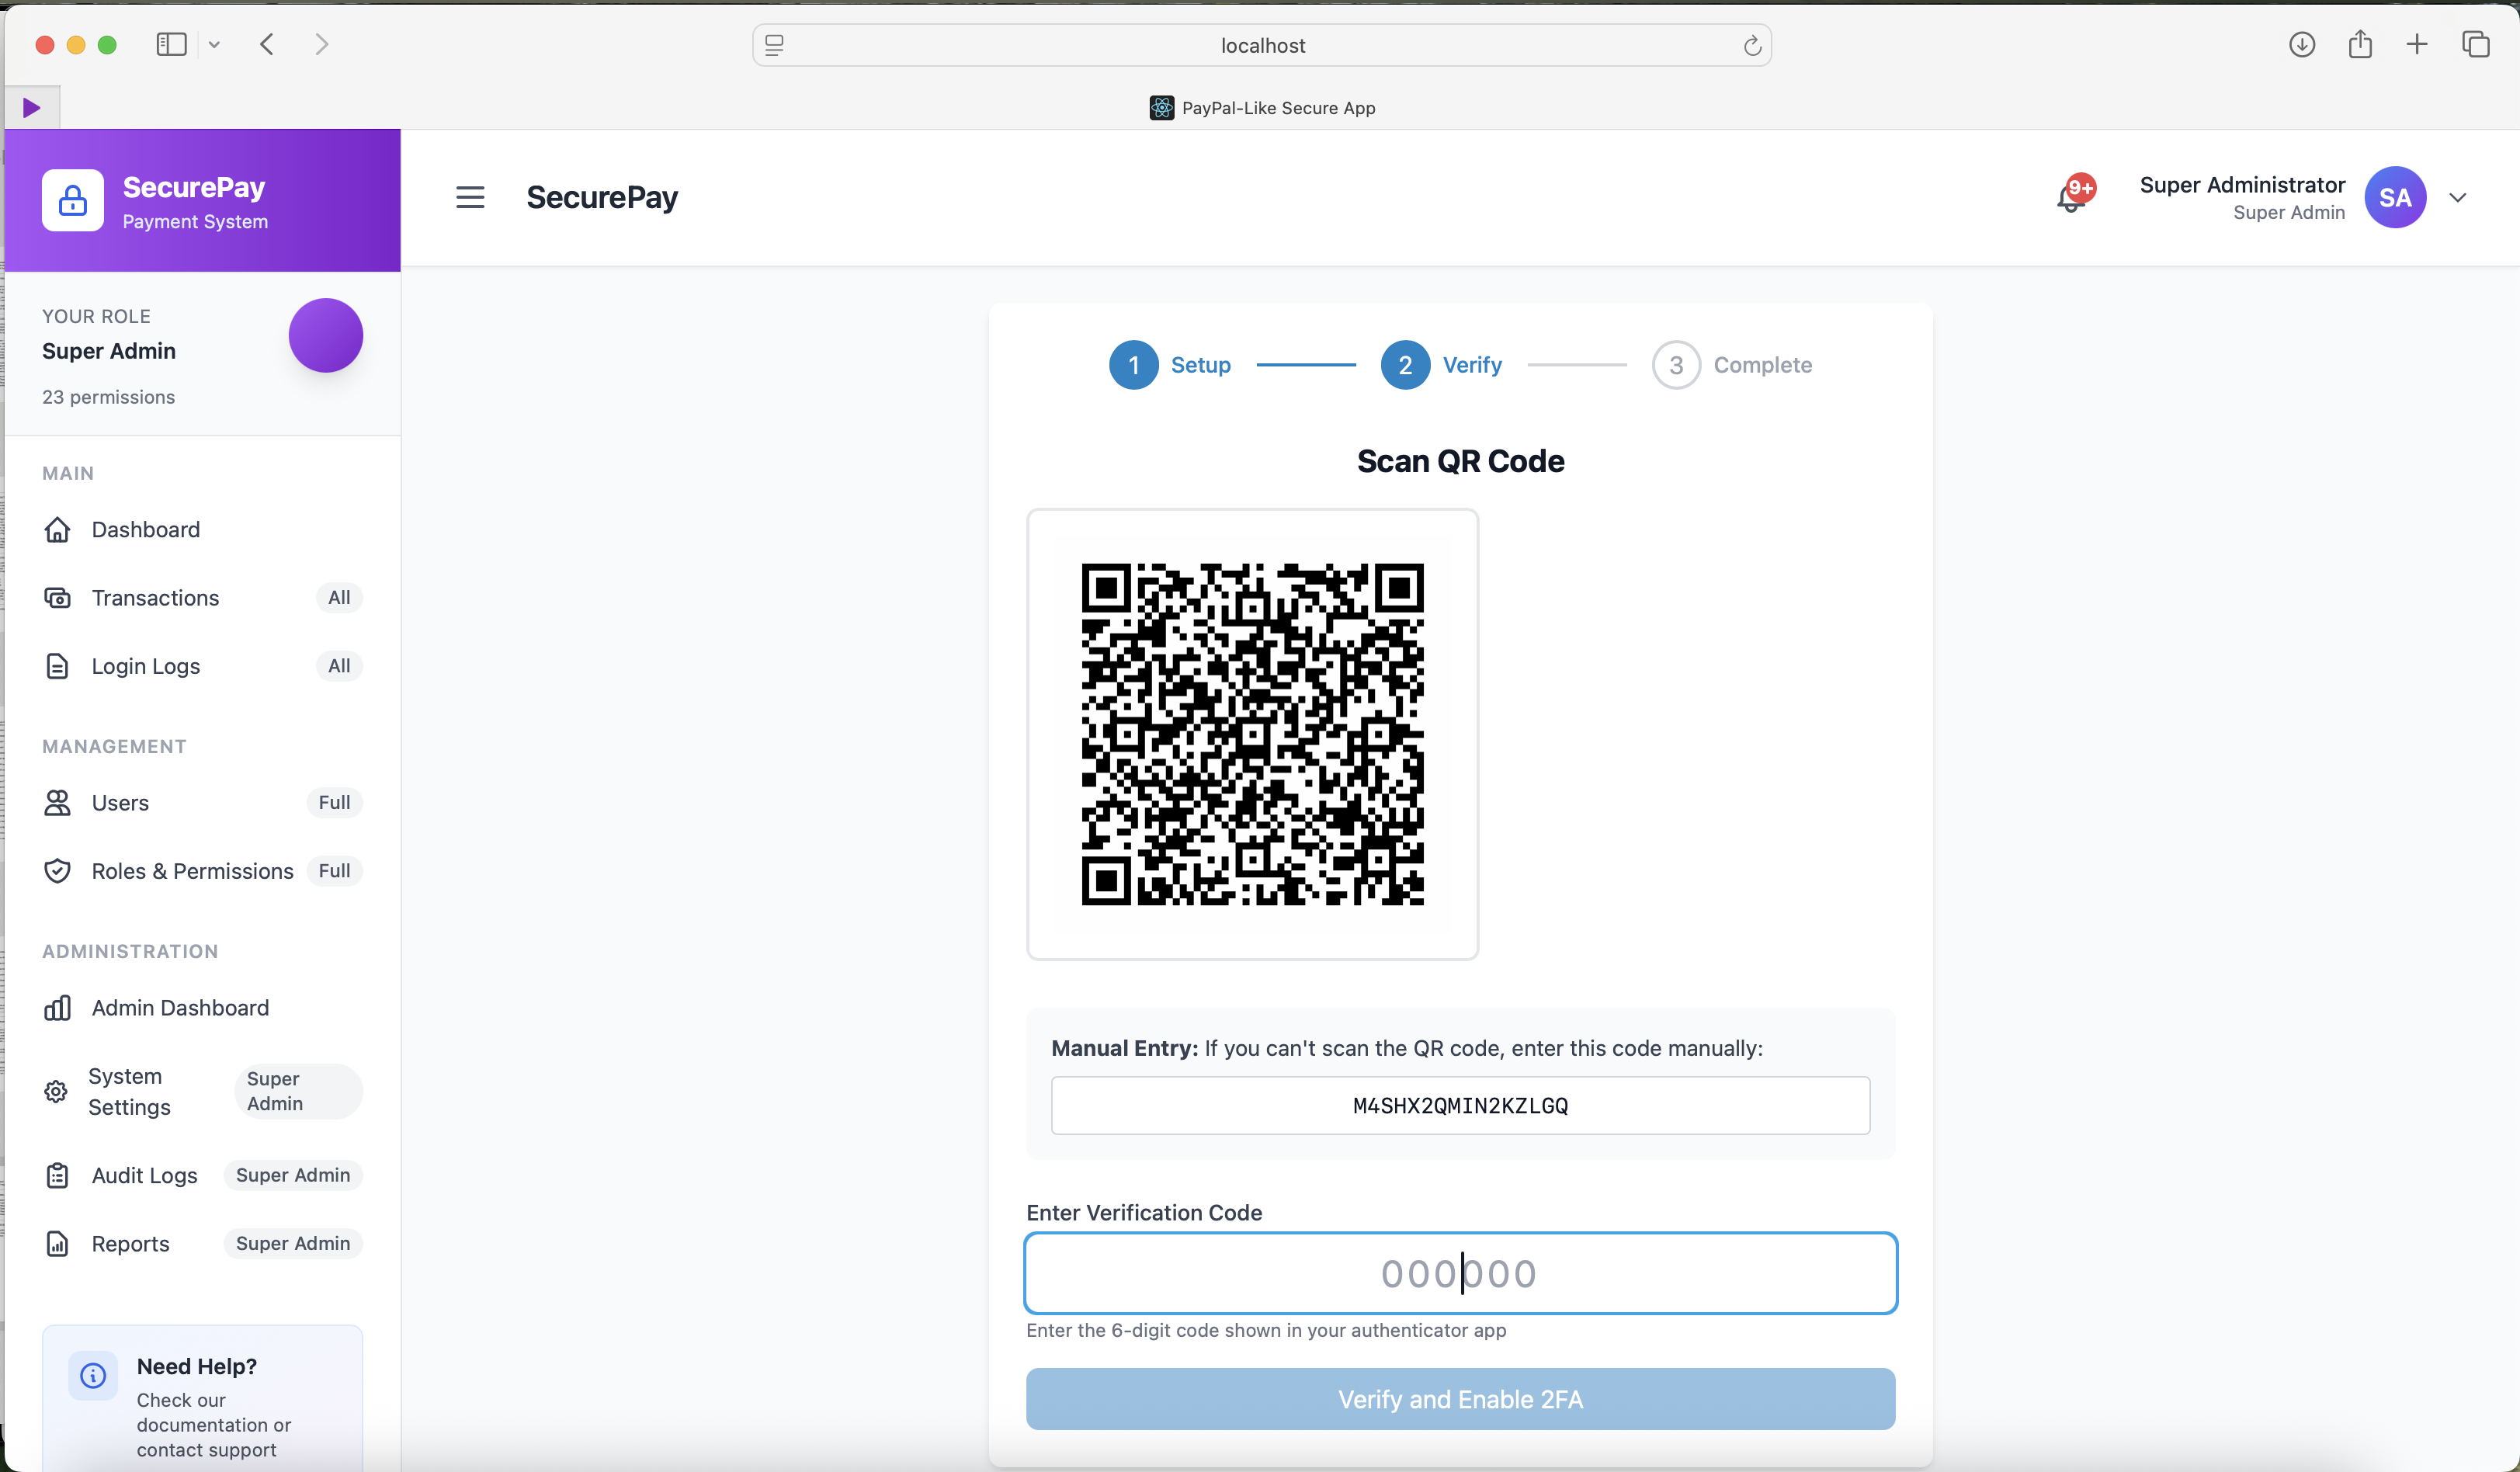 localhost
PayPal-Like Secure App
SecurePay
Payment System
SecurePay
9+
Super Administrator
Super Admin
SA
YOUR ROLE
Super Admin
23 permissions
MAIN
Dashboard
Transactions All
Login Logs All
MANAGEMENT
Users Full
Roles & Permissions Full
ADMINISTRATION
Admin Dashboard
System
Settings
Super
Admin
Audit Logs Super Admin
Reports Super Admin
Need Help?
Check our
documentation or
contact support
1 Setup 2 Verify 3 Complete
Scan QR Code
Manual Entry: If you can't scan the QR code, enter this code manually:
M4SHX2QMIN2KZLGQ
Enter Verification Code
000000
Enter the 6-digit code shown in your authenticator app
Verify and Enable 2FA